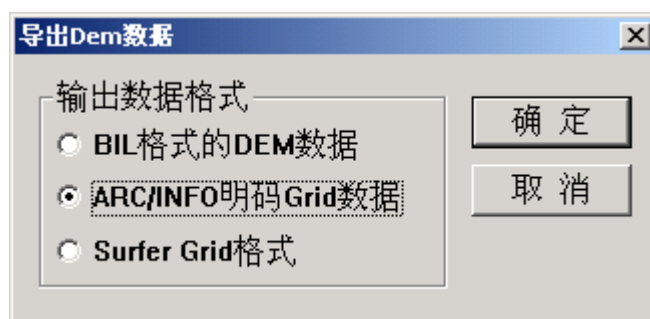 导出Dem数据
输出数据格式
BIL格式的DEM数据
ARC/INFO明码Grid数据
Surfer Grid格式
确 定
取 消